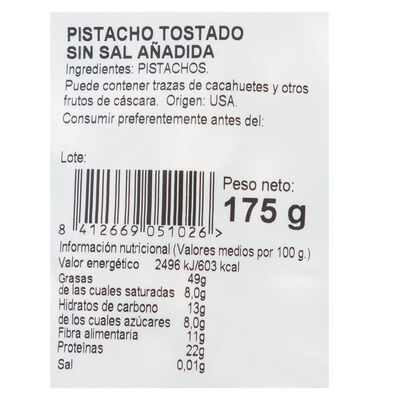 PISTACHO TOSTADO
SIN SAL AÑADIDA
Ingredientes: PISTACHOS.
Puede contener trazas de cacahuetes y otros
frutos de cáscara. Origen: USA.
Consumir preferentemente antes del:
Lote:
Peso neto:
175 g
8 412669 051026 >
Información nutricional (Valores medios por 100 g.)
Valor energético 2496 kJ/603 kcal
Grasas 49g
de las cuales saturadas 8,0g
Hidratos de carbono 13g
de los cuales azúcares 8,0g
Fibra alimentaria 11g
Proteínas 22g
Sal 0,01g